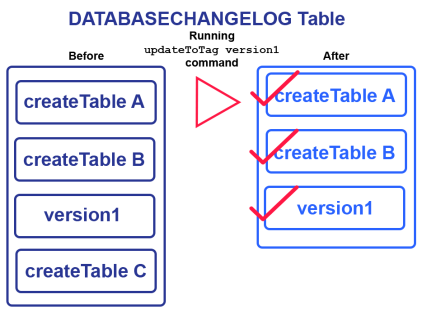 DATABASECHANGELOG Table
Running
updateToTag version1
command
Before
After
createTable A
createTable B
version1
createTable C
createTable A
createTable B
version1